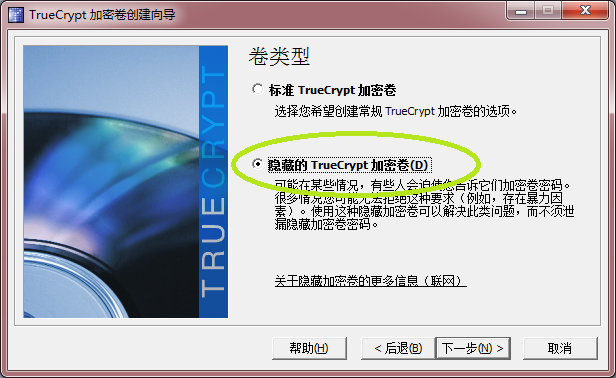 TrueCrypt 加密卷创建向导
TRUECRYPT
卷类型
标准 TrueCrypt 加密卷
选择您希望创建常规 TrueCrypt 加密卷的选项。
隐藏的 TrueCrypt 加密卷(D)
可能在某些情况，有些人会迫使您告诉它们加密卷密码。
很多情况您可能无法拒绝这种要求（例如，存在暴力因
素）。使用这种隐藏加密卷可以解决此类问题，而不须泄
漏隐藏加密卷密码。
关于隐藏加密卷的更多信息（联网）
帮助(H)
< 后退(B)
下一步(N) >
取消